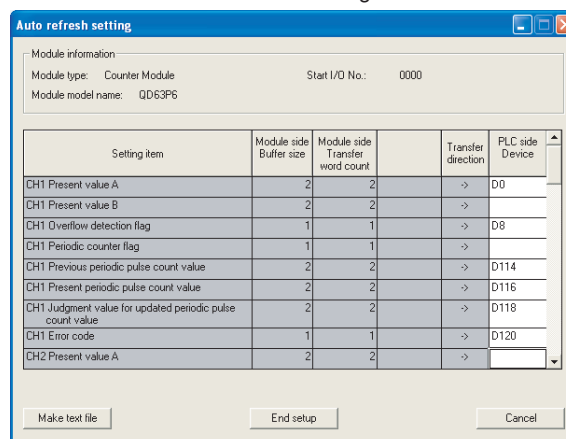 Auto refresh setting
Module information
Module type: Counter Module Start I/O No.: 0000
Module model name: QD63P6
Setting item Module side Buffer size Module side Transfer word count Transfer direction PLC side Device
CH1 Present value A 2 2 -> D0
CH1 Present value B 2 2 ->
CH1 Overflow detection flag 1 1 -> D8
CH1 Periodic counter flag 1 1 ->
CH1 Previous periodic pulse count value 2 2 -> D114
CH1 Present periodic pulse count value 2 2 -> D116
CH1 Judgment value for updated periodic pulse count value 2 2 -> D118
CH1 Error code 1 1 -> D120
CH2 Present value A 2 2 ->
Make text file End setup Cancel